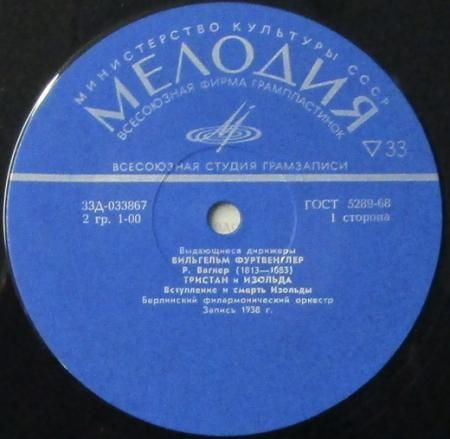 МИНИСТЕРСТВО КУЛЬТУРЫ СССР
МЕЛОДИЯ
ВСЕСОЮЗНАЯ ФИРМА ГРАМПЛАСТИНОК
33
ВСЕСОЮЗНАЯ СТУДИЯ ГРАМЗАПИСИ
33Д-033867
2 гр. 1-00
ГОСТ 5289-68
1 сторона
Выдающиеся дирижеры
ВИЛЬГЕЛЬМ ФУРТВЕНГЛЕР
Р. Вагнер (1813—1883)
ТРИСТАН и ИЗОЛЬДА
Вступление и смерть Изольды
Берлинский филармонический оркестр
Запись 1938 г.